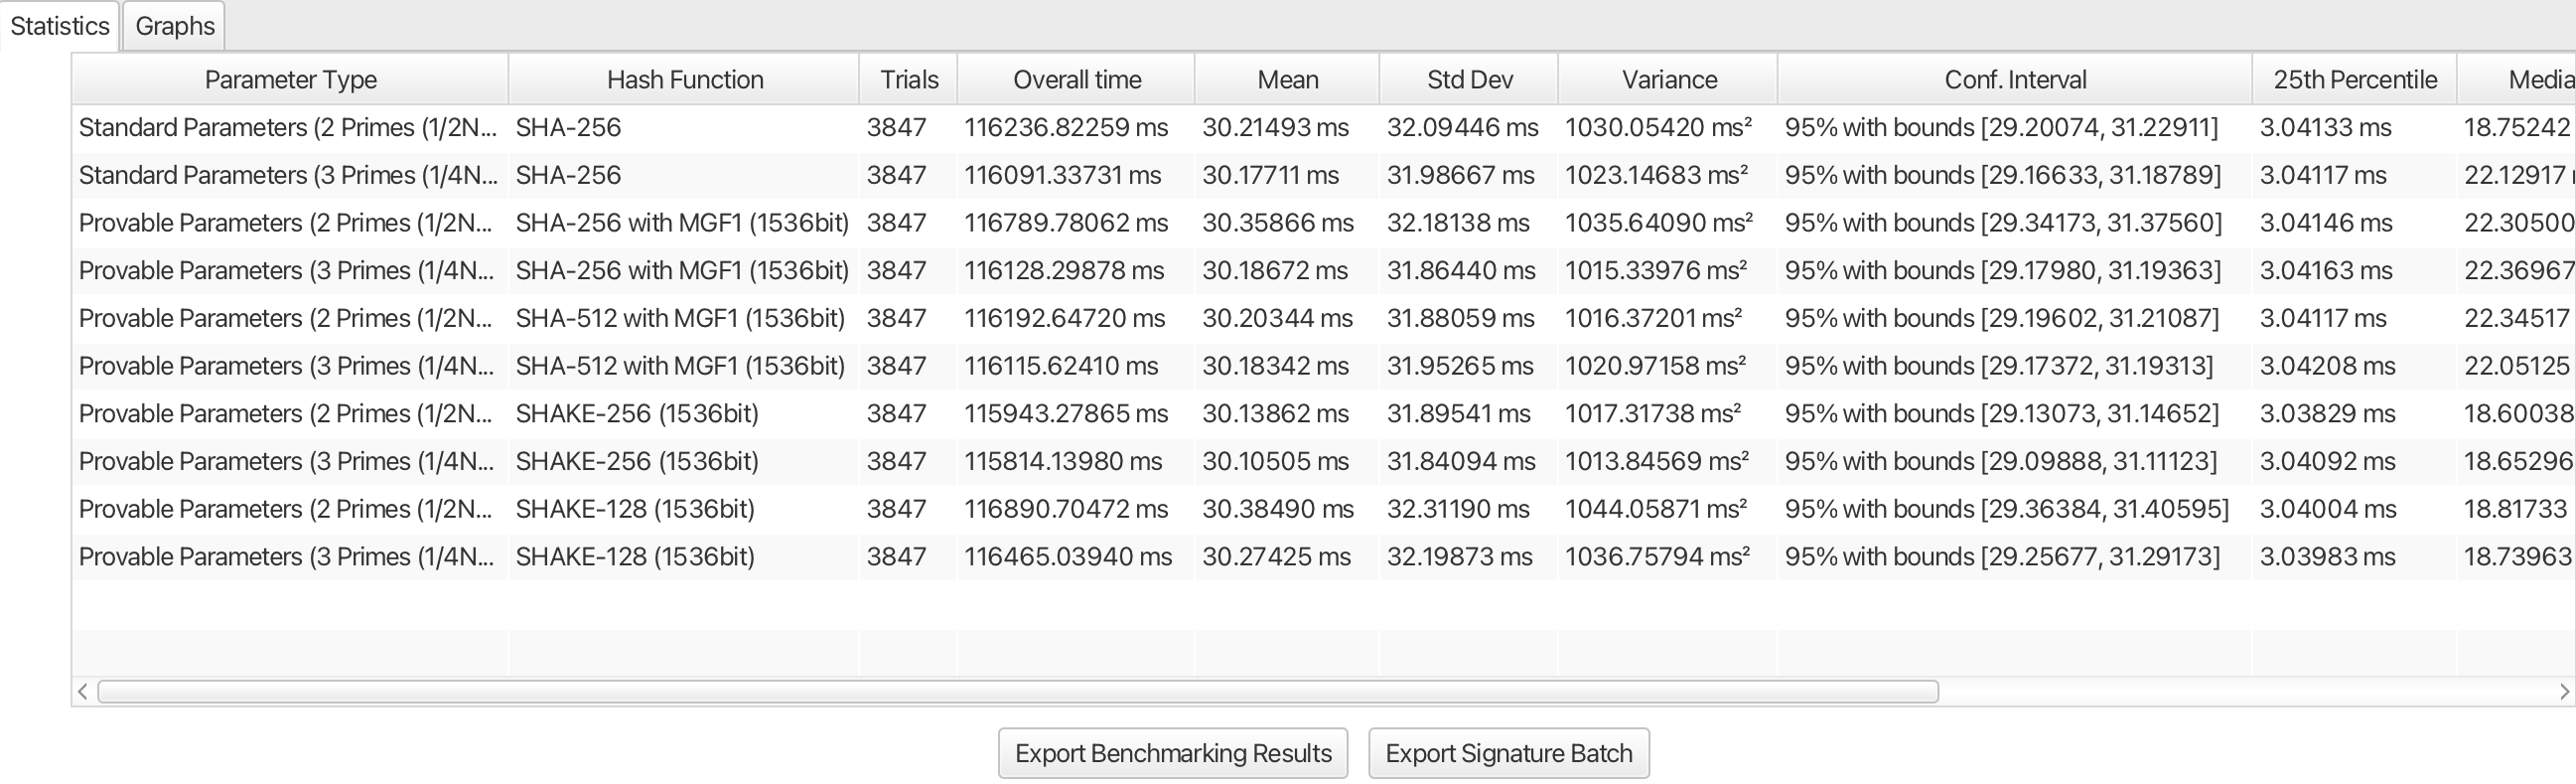 Statistics Graphs
Parameter Type Hash Function Trials Overall time Mean Std Dev Variance Conf. Interval 25th Percentile Media
Standard Parameters (2 Primes (1/2N... SHA-256 3847 116236.82259 ms 30.21493 ms 32.09446 ms 1030.05420 ms² 95% with bounds [29.20074, 31.22911] 3.04133 ms 18.75242
Standard Parameters (3 Primes (1/4N... SHA-256 3847 116091.33731 ms 30.17711 ms 31.98667 ms 1023.14683 ms² 95% with bounds [29.16633, 31.18789] 3.04117 ms 22.12917
Provable Parameters (2 Primes (1/2N... SHA-256 with MGF1 (1536bit) 3847 116789.78062 ms 30.35866 ms 32.18138 ms 1035.64090 ms² 95% with bounds [29.34173, 31.37560] 3.04146 ms 22.30500
Provable Parameters (3 Primes (1/4N... SHA-256 with MGF1 (1536bit) 3847 116128.29878 ms 30.18672 ms 31.86440 ms 1015.33976 ms² 95% with bounds [29.17980, 31.19363] 3.04163 ms 22.36967
Provable Parameters (2 Primes (1/2N... SHA-512 with MGF1 (1536bit) 3847 116192.64720 ms 30.20344 ms 31.88059 ms 1016.37201 ms² 95% with bounds [29.19602, 31.21087] 3.04117 ms 22.34517
Provable Parameters (3 Primes (1/4N... SHA-512 with MGF1 (1536bit) 3847 116115.62410 ms 30.18342 ms 31.95265 ms 1020.97158 ms² 95% with bounds [29.17372, 31.19313] 3.04208 ms 22.05125
Provable Parameters (2 Primes (1/2N... SHAKE-256 (1536bit) 3847 115943.27865 ms 30.13862 ms 31.89541 ms 1017.31738 ms² 95% with bounds [29.13073, 31.14652] 3.03829 ms 18.60038
Provable Parameters (3 Primes (1/4N... SHAKE-256 (1536bit) 3847 115814.13980 ms 30.10505 ms 31.84094 ms 1013.84569 ms² 95% with bounds [29.09888, 31.11123] 3.04092 ms 18.65296
Provable Parameters (2 Primes (1/2N... SHAKE-128 (1536bit) 3847 116890.70472 ms 30.38490 ms 32.31190 ms 1044.05871 ms² 95% with bounds [29.36384, 31.40595] 3.04004 ms 18.81733
Provable Parameters (3 Primes (1/4N... SHAKE-128 (1536bit) 3847 116465.03940 ms 30.27425 ms 32.19873 ms 1036.75794 ms² 95% with bounds [29.25677, 31.29173] 3.03983 ms 18.73963
Export Benchmarking Results Export Signature Batch